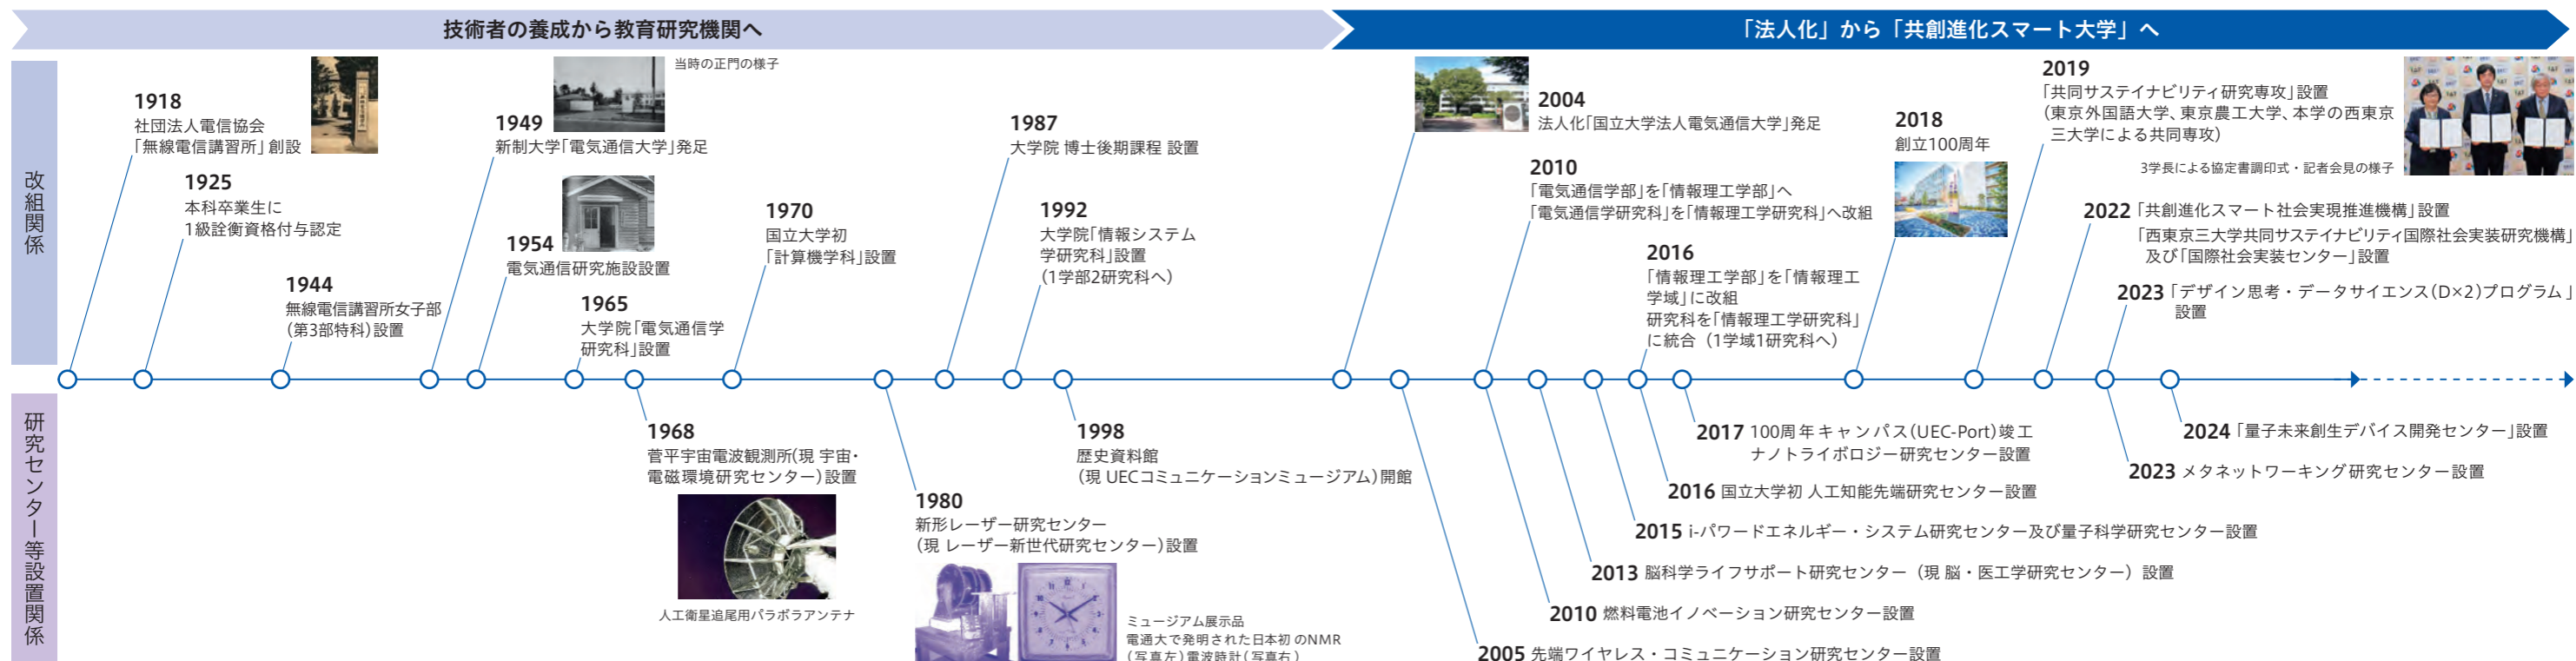 技術者の養成から教育研究機関へ
「法人化」から「共創進化スマート大学」へ
改組関係
1918
社団法人電信協会
「無線電信講習所」創設
1925
本科卒業生に
1級詮衡資格付与認定
1944
無線電信講習所女子部
(第3部特科)設置
当時の正門の様子
1949
新制大学「電気通信大学」発足
1954
電気通信研究施設設置
1965
大学院「電気通信学
研究科」設置
1970
国立大学初
「計算機学科」設置
1987
大学院 博士後期課程 設置
1992
大学院「情報システム
学研究科」設置
(1学部2研究科へ)
2004
法人化「国立大学法人電気通信大学」発足
2010
「電気通信学部」を「情報理工学部」へ
「電気通信学研究科」を「情報理工学研究科」へ改組
2016
「情報理工学部」を「情報理工
学域」に改組
研究科を「情報理工学研究科」
に統合(1学域1研究科へ)
2018
創立100周年
2019
「共同サステイナビリティ研究専攻」設置
(東京外国語大学、東京農工大学、本学の西東京
三大学による共同専攻)
3学長による協定書調印式・記者会見の様子
2022「共創進化スマート社会実現推進機構」設置
「西東京三大学共同サステイナビリティ国際社会実装研究機構」
及び「国際社会実装センター」設置
2023「デザイン思考・データサイエンス(D×2)プログラム」
設置
研究センター等設置関係
1968
菅平宇宙電波観測所(現 宇宙・
電磁環境研究センター)設置
人工衛星追尾用パラボラアンテナ
1980
新形レーザー研究センター
(現 レーザー新世代研究センター)設置
ミュージアム展示品
電通大で発明された日本初のNMR
(写真左)電波時計(写真右)
1998
歴史資料館
(現 UECコミュニケーションミュージアム)開館
2005 先端ワイヤレス・コミュニケーション研究センター設置
2010 燃料電池イノベーション研究センター設置
2013 脳科学ライフサポート研究センター(現 脳・医工学研究センター)設置
2015 i-パワードエネルギー・システム研究センター及び量子科学研究センター設置
2016 国立大学初 人工知能先端研究センター設置
2017 100周年キャンパス(UEC-Port)竣工
ナノトライボロジー研究センター設置
2023 メタネットワーキング研究センター設置
2024「量子未来創生デバイス開発センター」設置